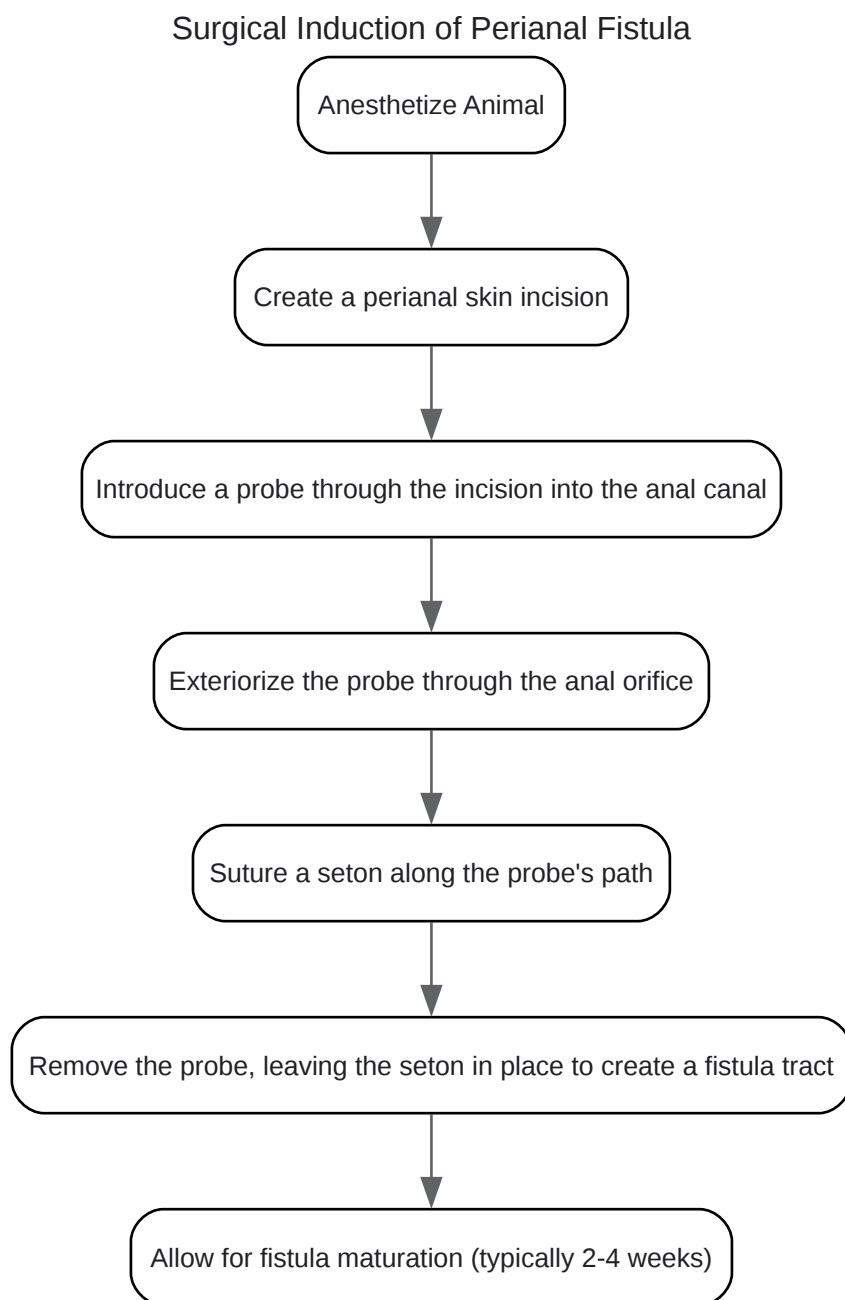 Surgical Induction of Perianal Fistula
Anesthetize Animal
Create a perianal skin incision
Introduce a probe through the incision into the anal canal
Exteriorize the probe through the anal orifice
Suture a seton along the probe's path
Remove the probe, leaving the seton in place to create a fistula tract
Allow for fistula maturation (typically 2-4 weeks)